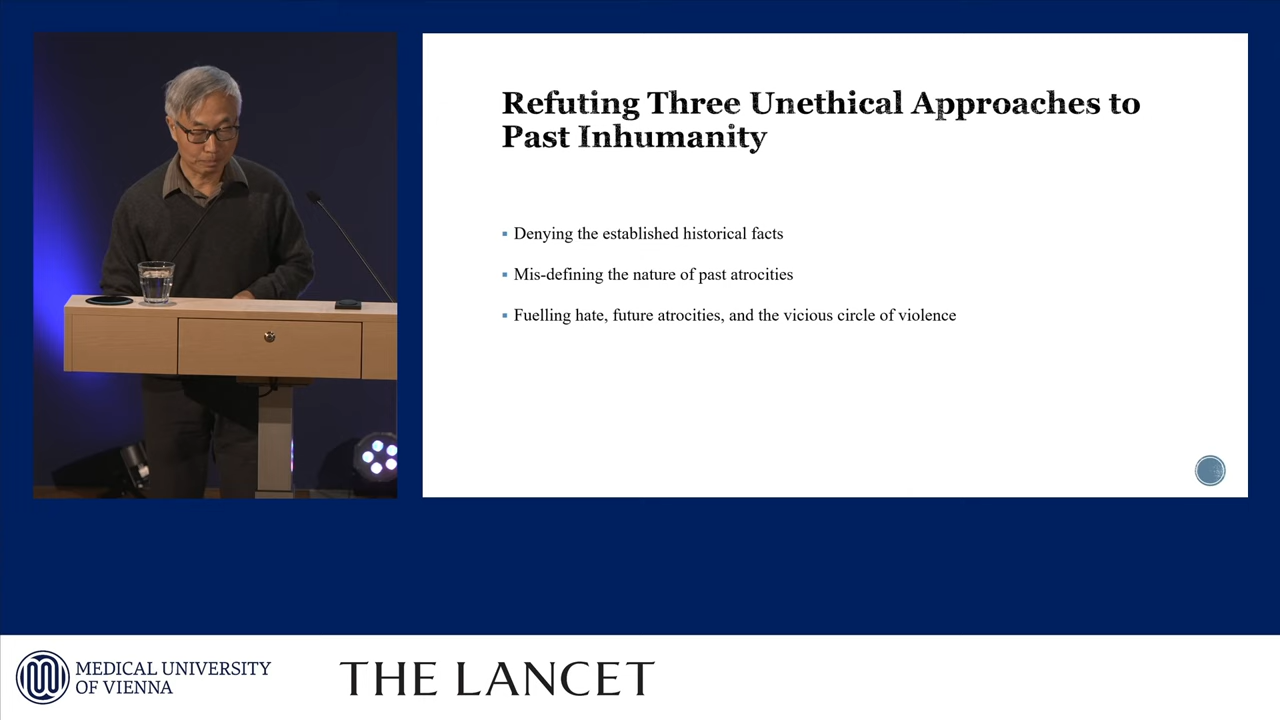 Refuting Three Unethical Approaches to
Past Inhumanity
Denying the established historical facts
Mis-defining the nature of past atrocities
Fuelling hate, future atrocities, and the vicious circle of violence
MEDICAL UNIVERSITY
OF VIENNA
THE LANCET